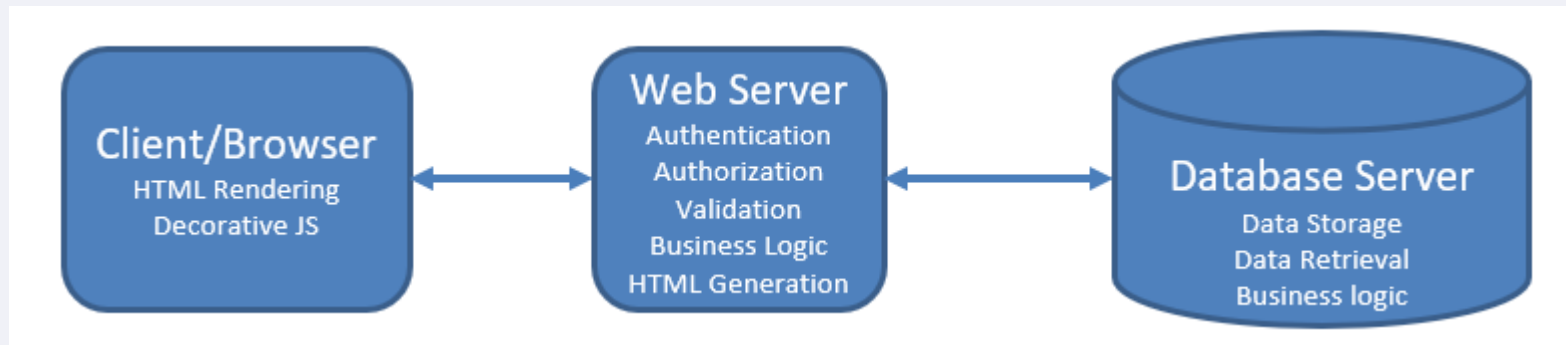 Client/Browser
HTML Rendering
Decorative JS
Web Server
Authentication
Authorization
Validation
Business Logic
HTML Generation
Database Server
Data Storage
Data Retrieval
Business logic